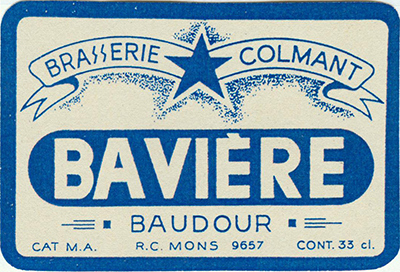 BRASSERIE COLMANT
BAVIÈRE
BAUDOUR
CAT M.A. R.C. MONS 9657 CONT. 33 cl.